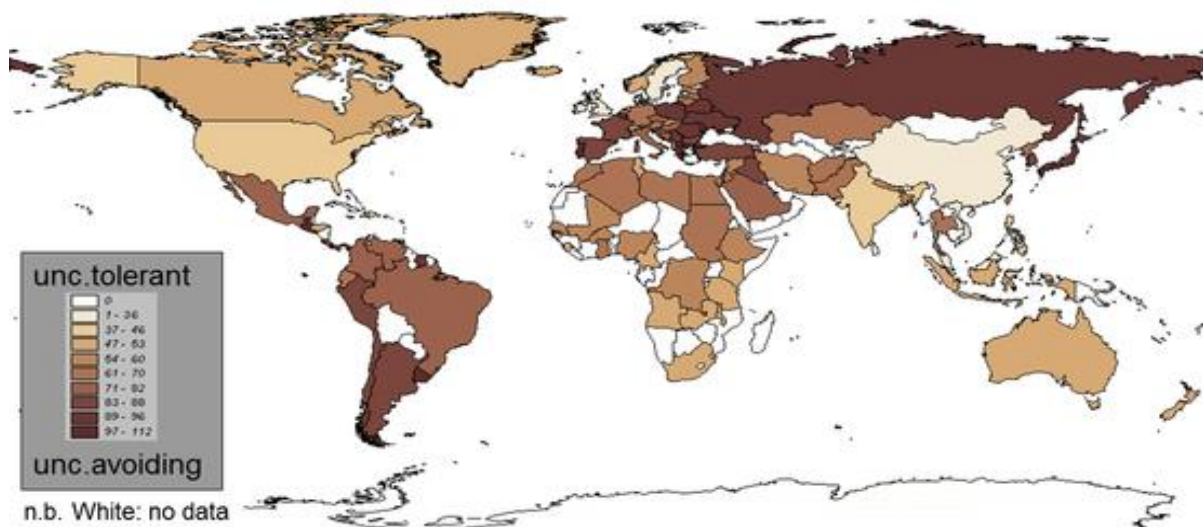 unc.tolerant
0
1 - 36
37 - 46
47 - 53
54 - 60
61 - 70
71 - 82
83 - 88
89 - 96
97 - 112
unc.avoiding
n.b. White: no data